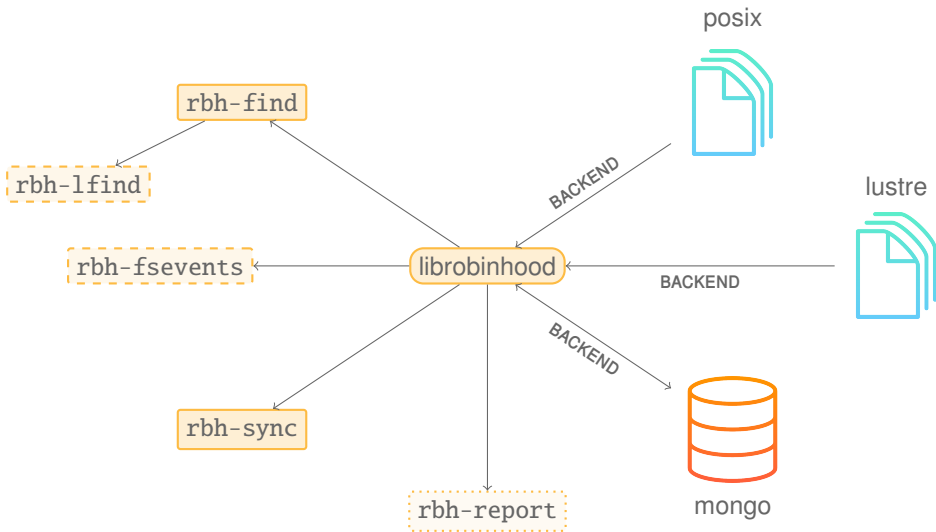 posix
rbh-find
rbh-lfind
BACKEND
lustre
rbh-fsevents
librobinhood
BACKEND
BACKEND
rbh-sync
mongo
rbh-report